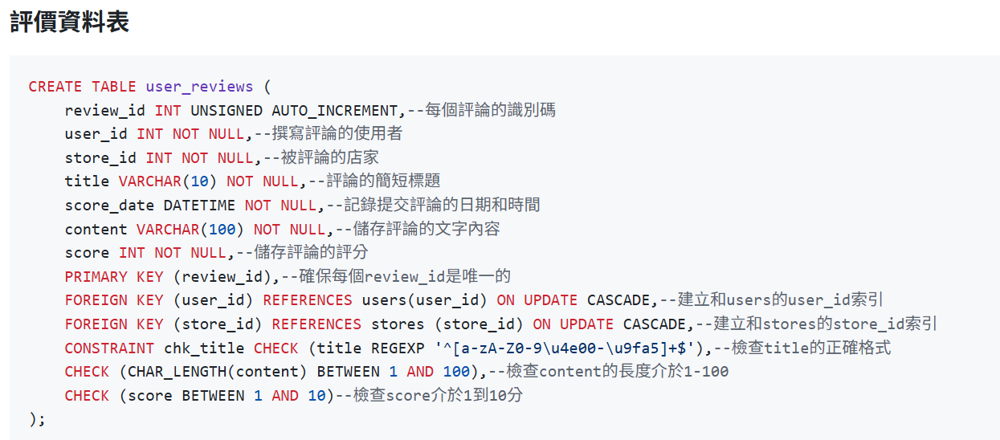 評價資料表
CREATE TABLE user_reviews (
review_id INT UNSIGNED AUTO_INCREMENT,--每個評論的識別碼
user_id INT NOT NULL,--撰寫評論的使用者
store_id INT NOT NULL,--被評論的店家
title VARCHAR(10) NOT NULL,--評論的簡短標題
score_date DATETIME NOT NULL,--記錄提交評論的日期和時間
content VARCHAR(100) NOT NULL,--儲存評論的文字內容
score INT NOT NULL,--儲存評論的評分
PRIMARY KEY (review_id),--確保每個review_id是唯一的
FOREIGN KEY (user_id) REFERENCES users(user_id) ON UPDATE CASCADE,--建立和users的user_id索引
FOREIGN KEY (store_id) REFERENCES stores (store_id) ON UPDATE CASCADE,--建立和stores的store_id索引
CONSTRAINT chk_title CHECK (title REGEXP '^[a-zA-Z0-9\u4e00-\u9fa5]+$'),--檢查title的正確格式
CHECK (CHAR_LENGTH(content) BETWEEN 1 AND 100),--檢查content的長度介於1-100
CHECK (score BETWEEN 1 AND 10)--檢查score介於1到10分
);